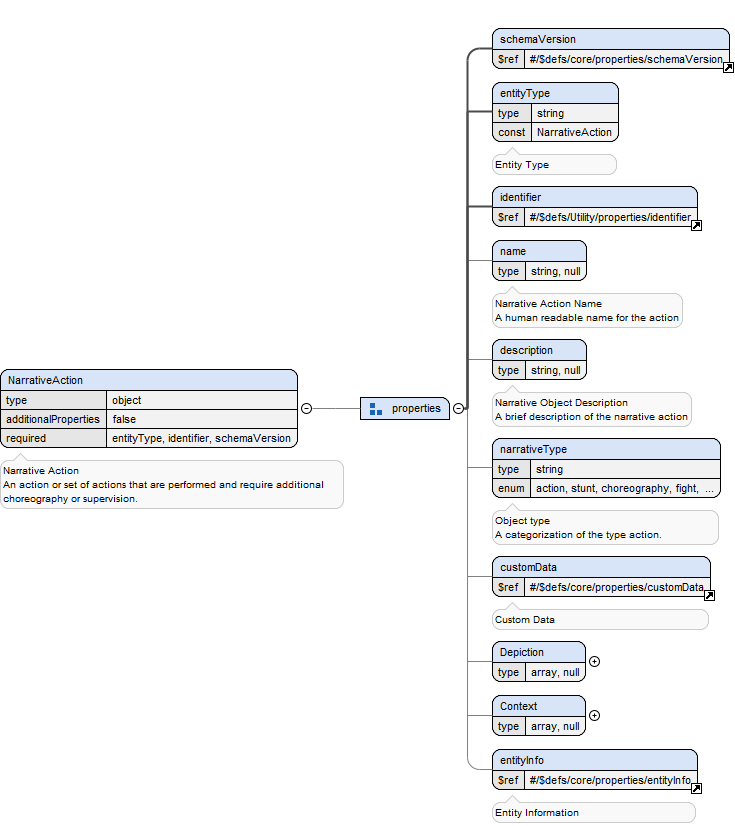 schemaVersion
$ref #/$defs/core/properties/schemaVersion
entityType
type string
const NarrativeAction
Entity Type
identifier
$ref #/$defs/Utility/properties/identifier
name
type string, null
Narrative Action Name
A human readable name for the action
description
type string, null
Narrative Object Description
A brief description of the narrative action
NarrativeAction
type object
additionalProperties false
required entityType, identifier, schemaVersion
Narrative Action
An action or set of actions that are performed and require additional
choreography or supervision.
properties
narrativeType
type string
enum action, stunt, choreography, fight, ...
Object type
A categorization of the type action.
customData
$ref #/$defs/core/properties/customData
Custom Data
Depiction
type array, null
Context
type array, null
entityInfo
$ref #/$defs/core/properties/entityInfo
Entity Information